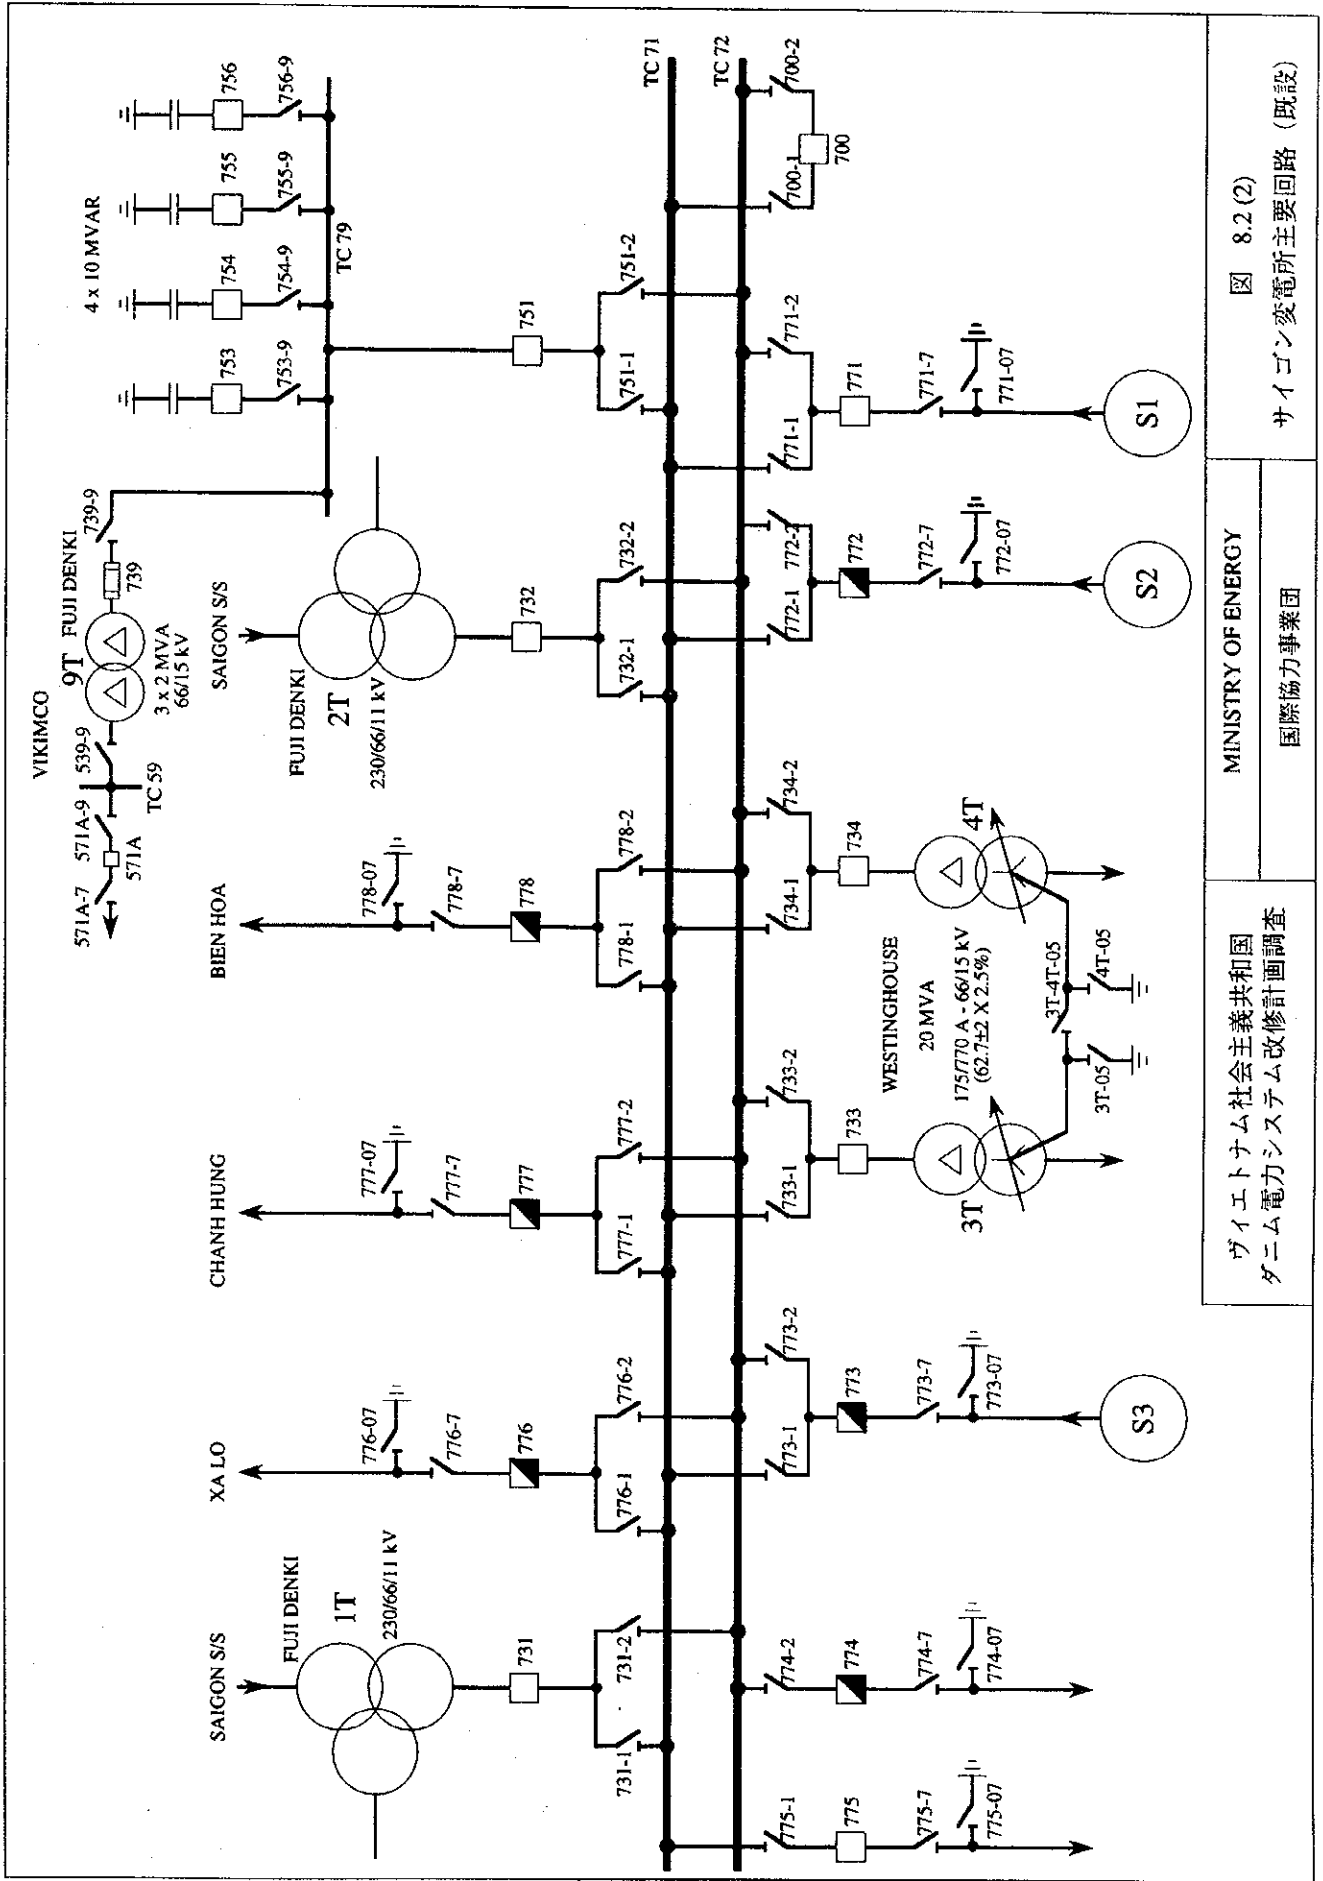 VIKIMCO
9T
FUJI DENKI
3 x 2 MVA
66/15 kV
571A-7
571A
571A-9
TC 59
539-9
739
739-9
4 x 10 MVAR
753
753-9
754
754-9
755
755-9
756
756-9
TC 79
SAIGON S/S
FUJI DENKI
1T
230/66/11 kV
731
731-1
731-2
XA LO
776-07
776-7
776
776-1
776-2
CHANH HUNG
777-07
777-7
777
777-1
777-2
BIEN HOA
778-07
778-7
778
778-1
778-2
SAIGON S/S
FUJI DENKI
2T
230/66/11 kV
732
732-1
732-2
751
751-1
751-2
TC 71
TC 72
775-1
775
775-7
775-07
774-2
774
774-7
774-07
773-1
773-2
773
773-7
773-07
S3
733-1
733-2
733
3T
WESTINGHOUSE
20 MVA
175/770 A - 66/15 kV
(62.7±2 X 2.5%)
3T-05
3T-4T-05
4T-05
734-1
734-2
734
4T
772-1
772-2
772
772-7
772-07
S2
771-1
771-2
771
771-7
771-07
S1
700-1
700-2
700
ヴィエトナム社会主義共和国
ダニム電力システム改修計画調査
MINISTRY OF ENERGY
国際協力事業団
図 8.2 (2)
サイゴン変電所主要回路 (既設)